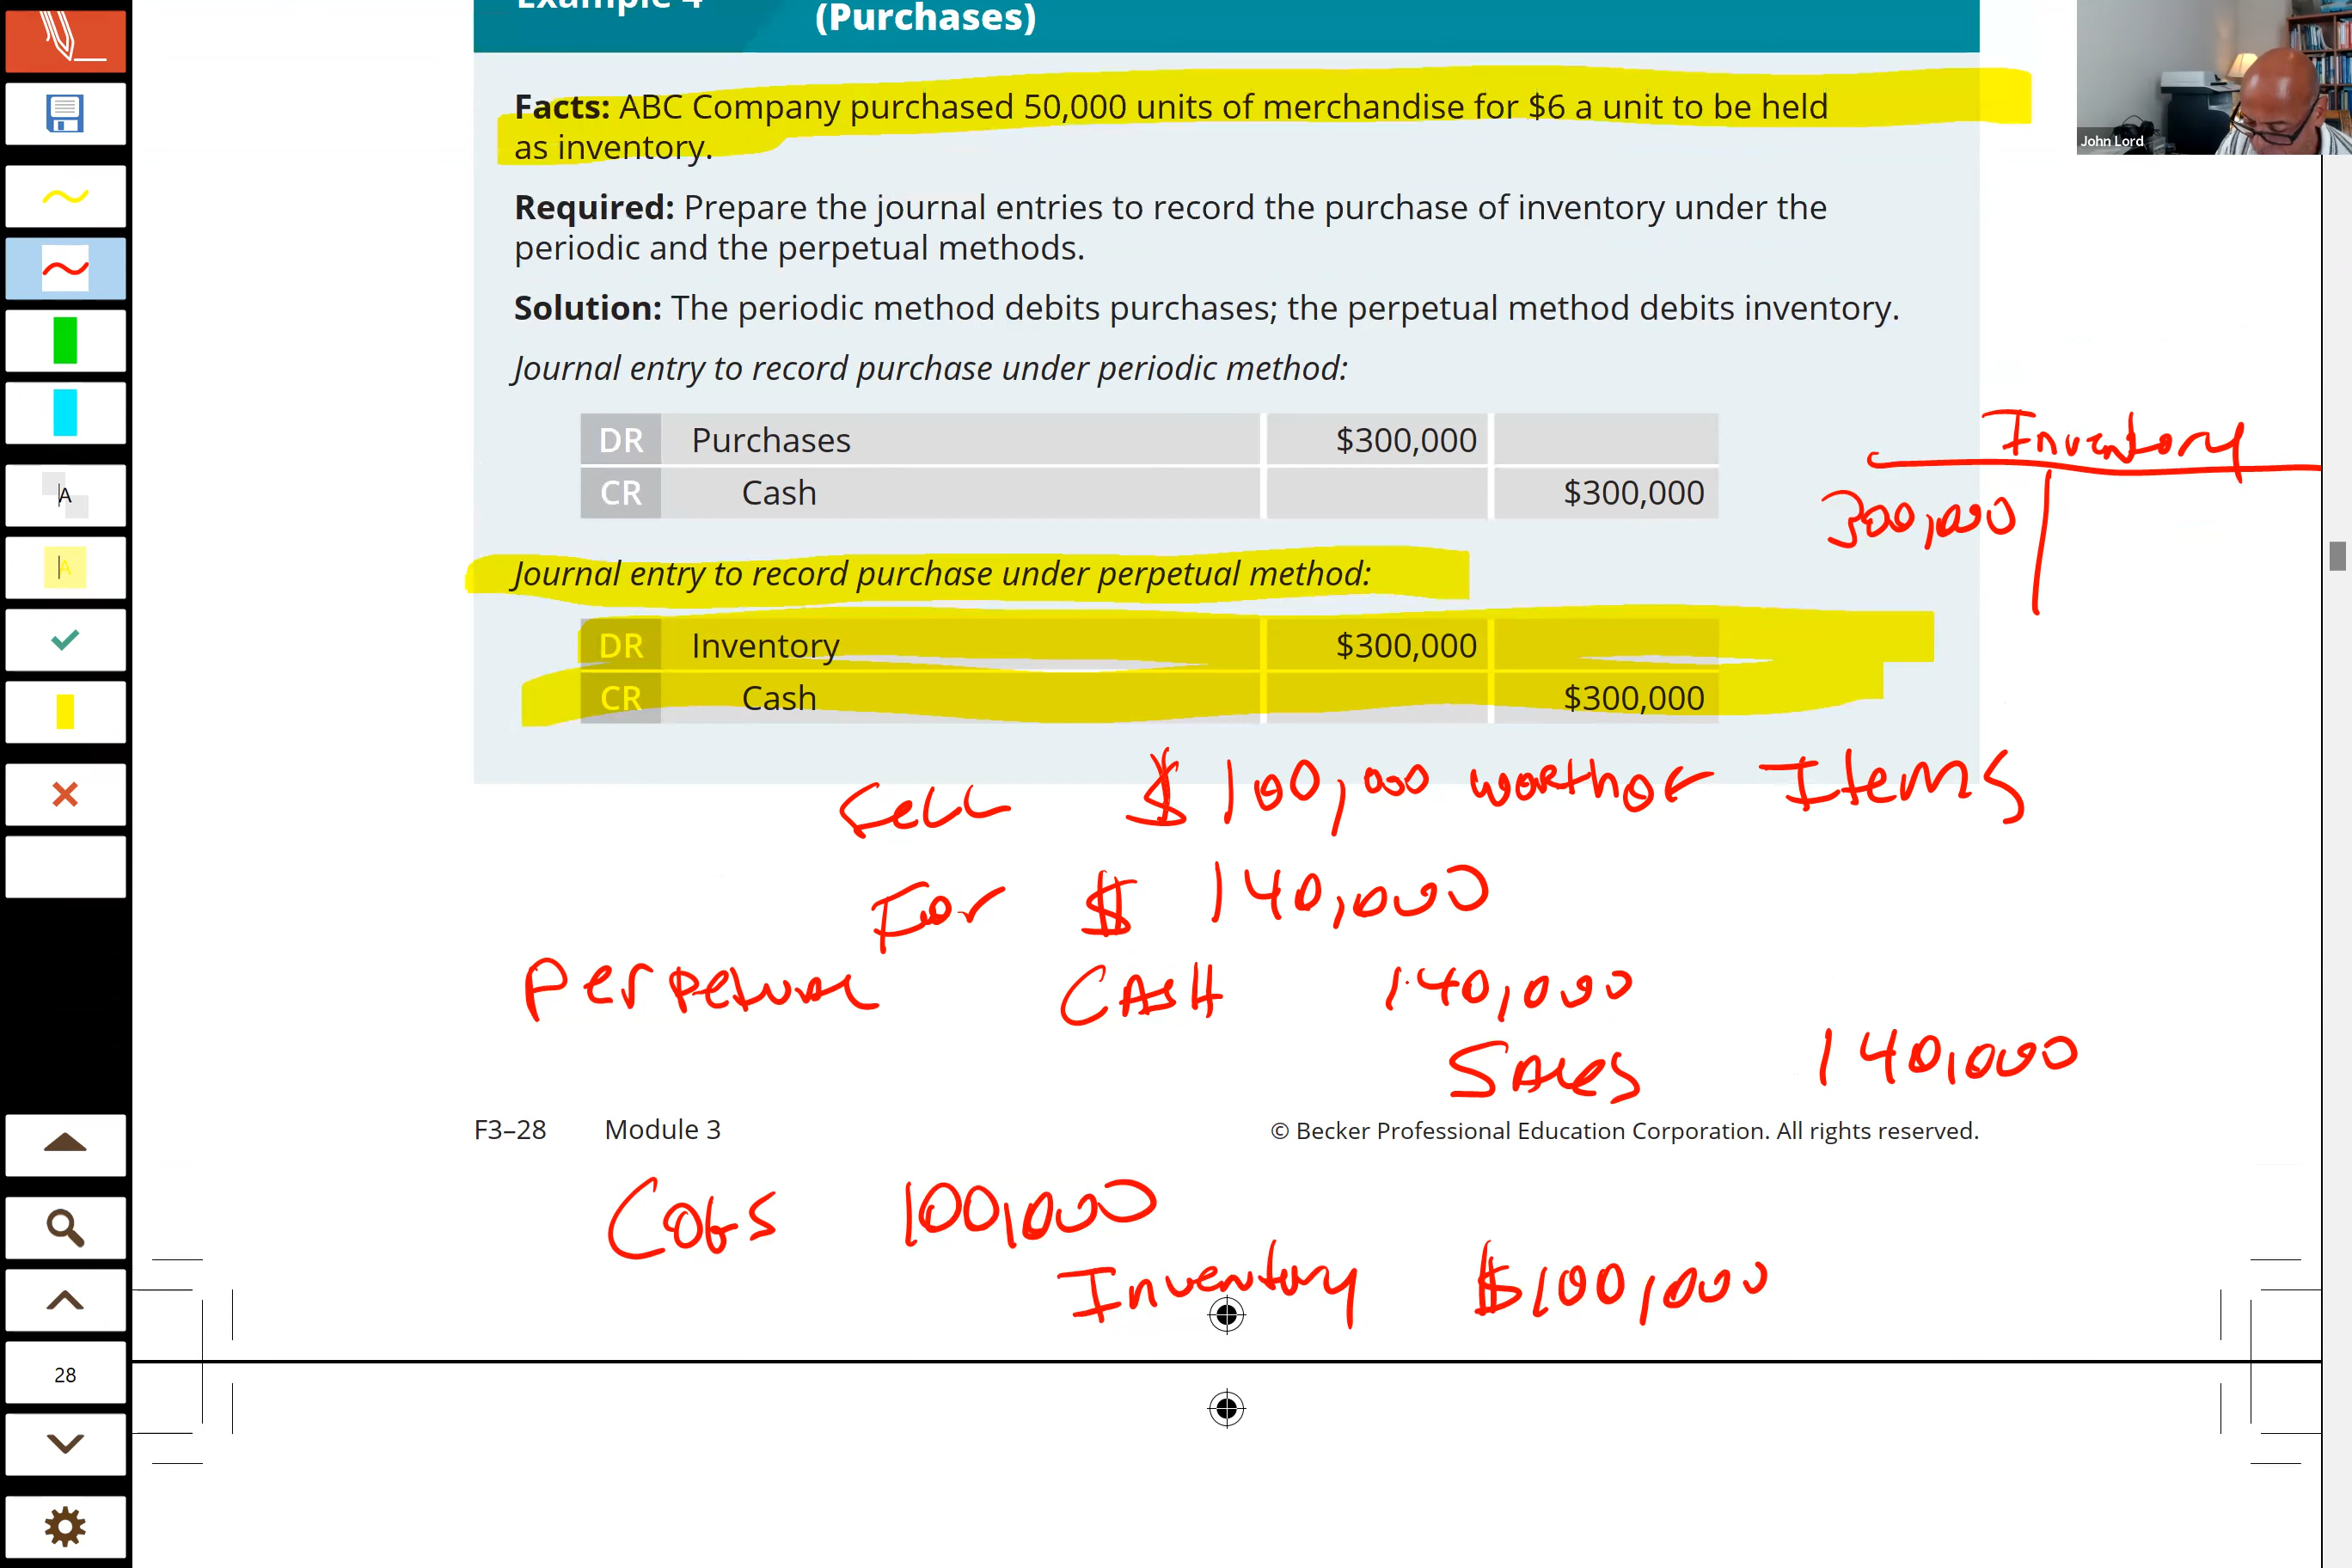 Example 4
(Purchases)
John Lord
Facts: ABC Company purchased 50,000 units of merchandise for $6 a unit to be held
as inventory.
Required: Prepare the journal entries to record the purchase of inventory under the
periodic and the perpetual methods.
Solution: The periodic method debits purchases; the perpetual method debits inventory.
Journal entry to record purchase under periodic method:
DR Purchases $300,000
CR Cash $300,000
Inventory
300,000
Journal entry to record purchase under perpetual method:
DR Inventory $300,000
CR Cash $300,000
A
A
Sell $100,000 worth of Items
For $ 140,000
Perpetual CASH 140,000
SAles 140,000
F3–28 Module 3 © Becker Professional Education Corporation. All rights reserved.
COGS 100,000
Inventory $100,000
28